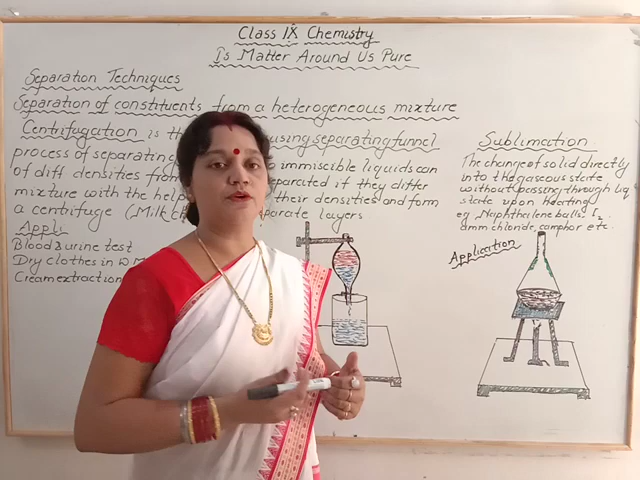 Class IX Chemistry
Is Matter Around Us Pure
Separation Techniques
Separation of constituents from a heterogeneous mixture
Centrifugation is the
process of separating
of diff densities from
mixture with the help
a centrifuge (Milk
Appli
Blood & urine test
Dry clothes in W M
Cream extraction
using separating funnel
immiscible liquids can
separated if they differ
their densities and form
separate layers
Sublimation
The change of solid directly
into the gaseous state
without passing through liq
state upon heating
eg Naphthalene balls, I2
amm chloride, camphor etc.
Application